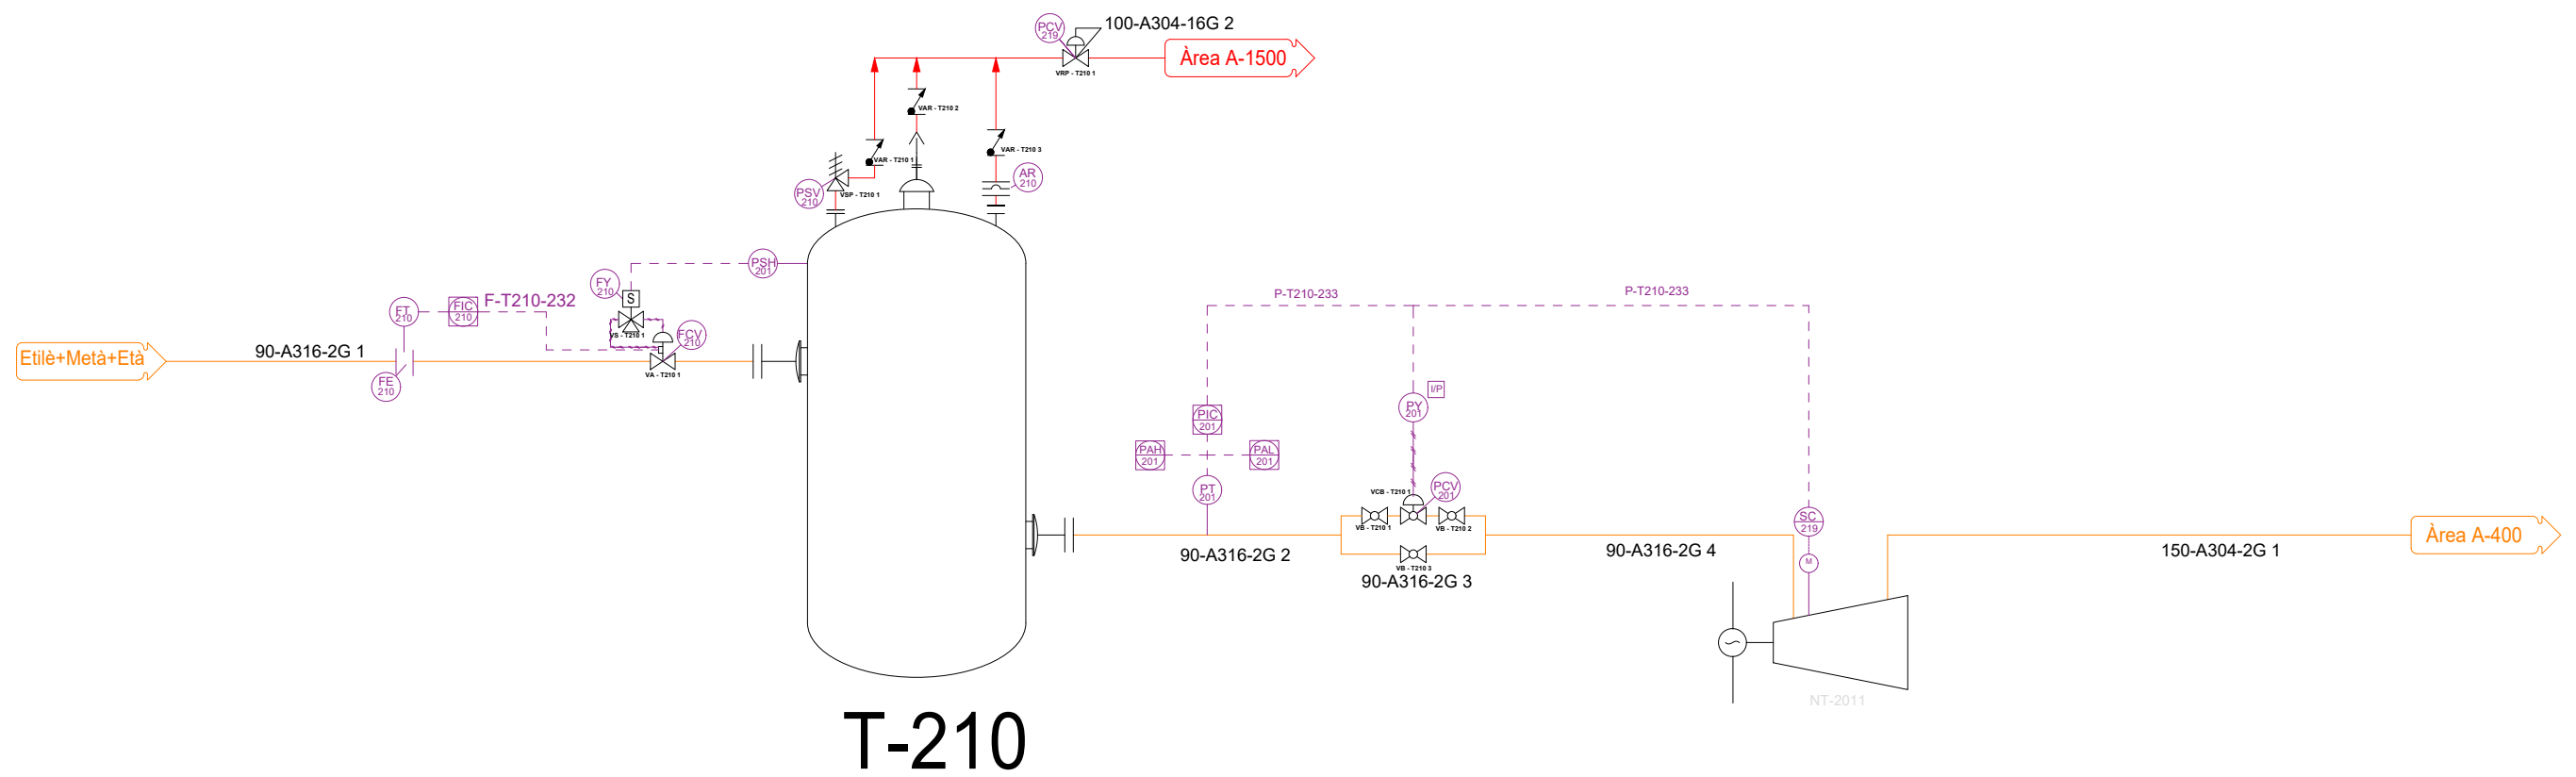 PCV
219
100-A304-16G 2
Àrea A-1500
VRP - T210 1
VAR - T210 2
VAR - T210 1
VAR - T210 3
PSV
210
VSP - T210 1
AR
210
PSH
201
FY
210
S
FT
210
FIC
210
F-T210-232
VS - T210 1
FCV
210
Etilè+Metà+Età
90-A316-2G 1
FE
210
VA - T210 1
P-T210-233
P-T210-233
I/P
PY
201
PIC
201
PAH
201
PAL
201
PT
201
VCB - T210 1
PCV
201
VB - T210 1
VB - T210 2
SC
219
Àrea A-400
90-A316-2G 2
90-A316-2G 4
150-A304-2G 1
M
VB - T210 3
90-A316-2G 3
NT-2011
T-210